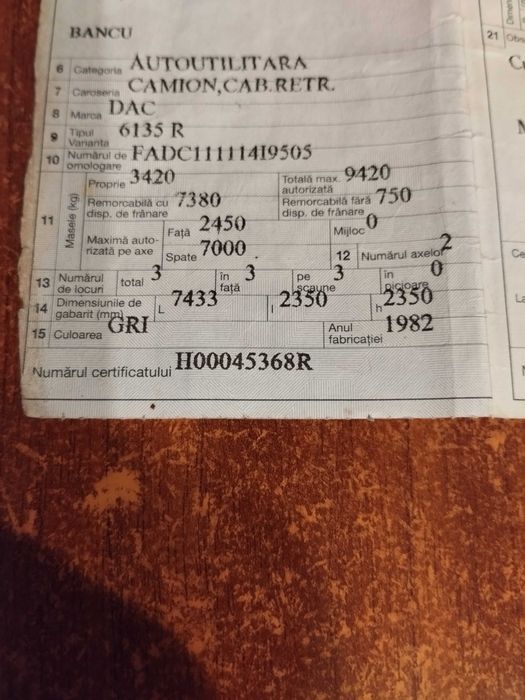 BANCU
6 Categoria AUTOUTILITARA
7 Caroseria CAMION,CAB.RETR.
8 Marca DAC
9 Tipul Varianta 6135 R
10 Numărul de omologare FADC111114I9505
11 Masele (kg)
Proprie 3420 Totală max. autorizată 9420
Remorcabilă cu disp. de frânare 7380 Remorcabilă fără disp. de frânare 750
Maximă autorizată pe axe Față 2450 Mijloc 0
Spate 7000 12 Numărul axelor 2
13 Numărul de locuri total 3 în față 3 pe scaune 3 în picioare 0
14 Dimensiunile de gabarit (mm) L 7433 l 2350 h 2350
15 Culoarea GRI Anul fabricației 1982
Numărul certificatului H00045368R
21